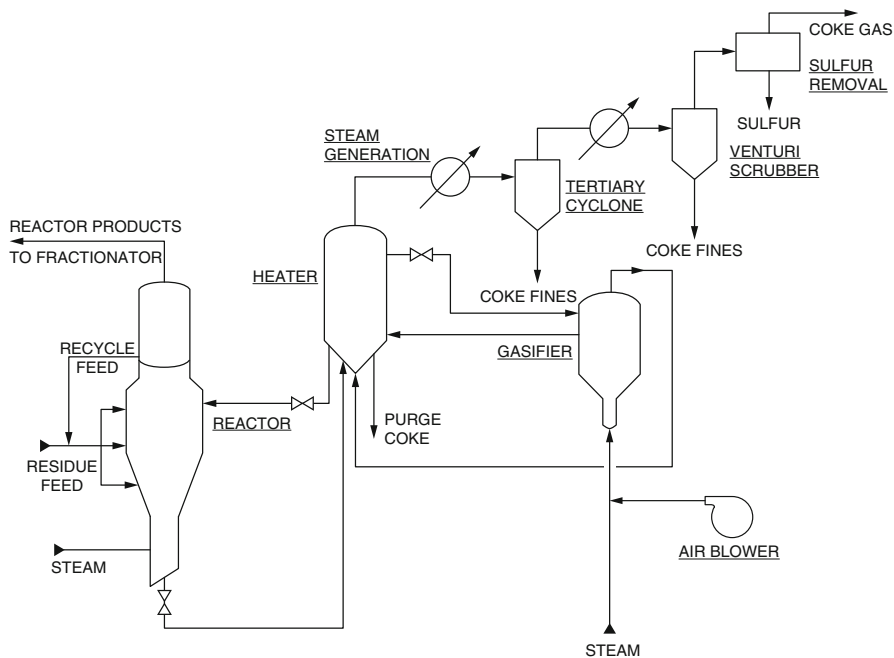 COKE GAS
SULFUR
REMOVAL
SULFUR
STEAM
GENERATION
VENTURI
SCRUBBER
TERTIARY
CYCLONE
REACTOR PRODUCTS
TO FRACTIONATOR
COKE FINES
HEATER
COKE FINES
RECYCLE
FEED
GASIFIER
REACTOR
PURGE
COKE
RESIDUE
FEED
AIR BLOWER
STEAM
STEAM